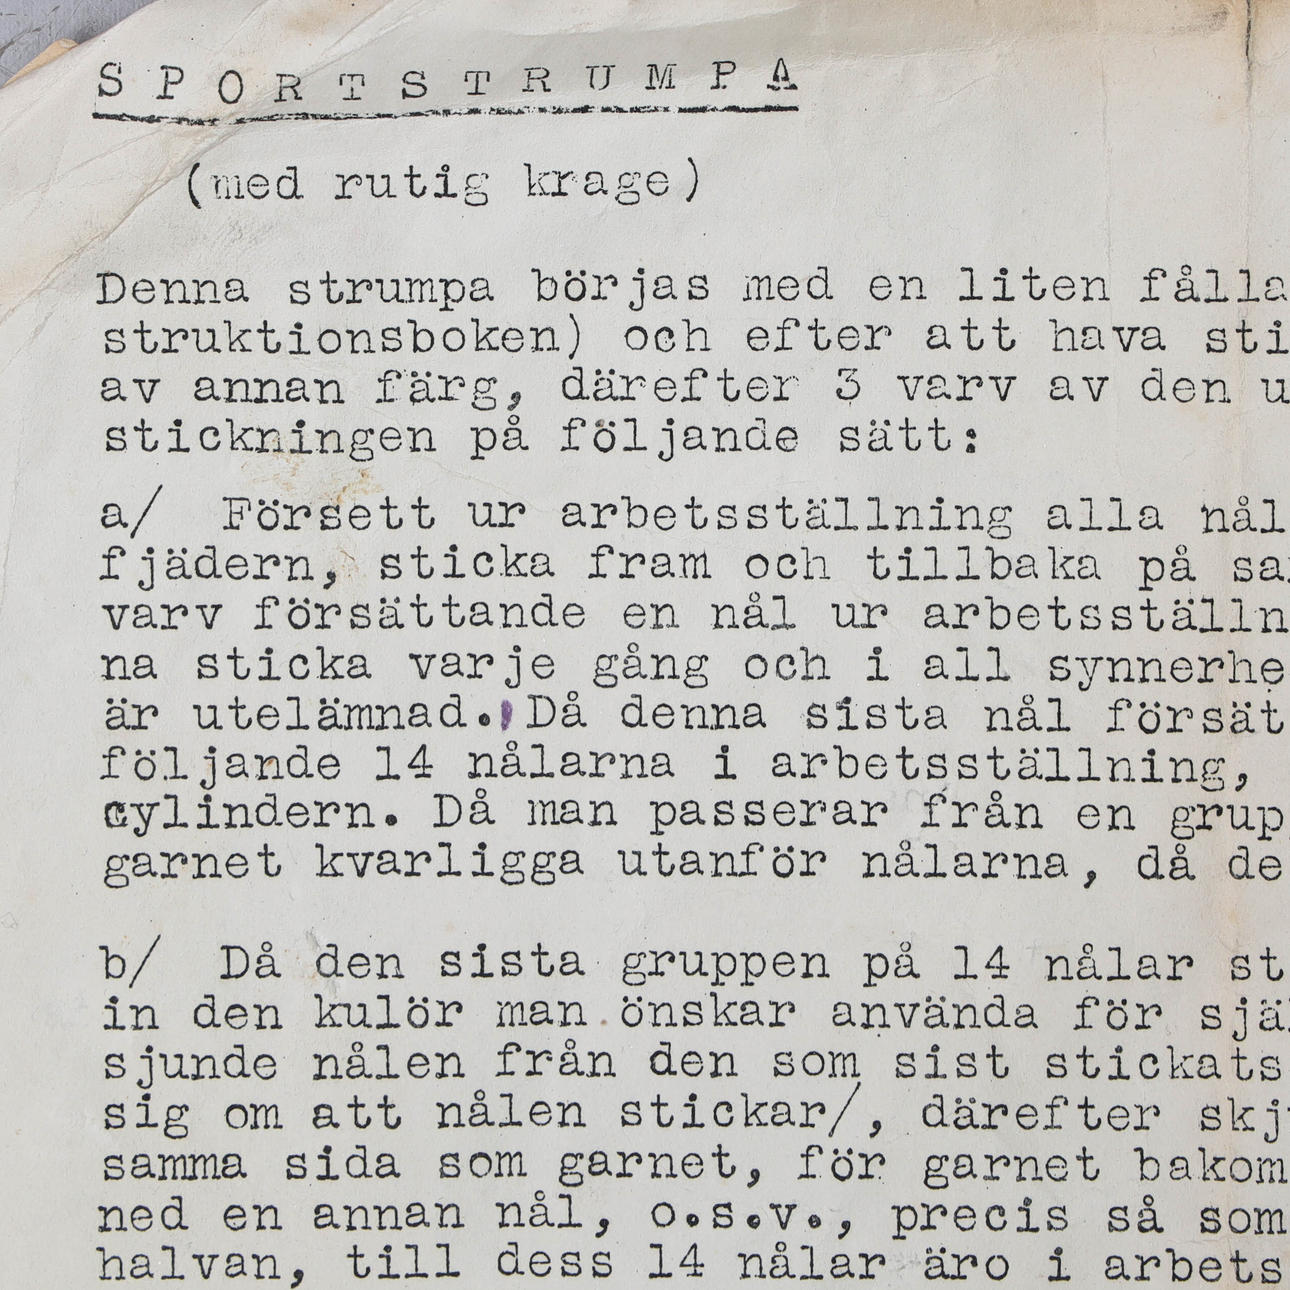 SPORTSTRUMPA
(med rutig krage)
Denna strumpa börjas med en liten fålla
struktionsboken) och efter att hava sti
av annan färg, därefter 3 varv av den u
stickningen på följande sätt:
a/ Försett ur arbetsställning alla nål
fjädern, sticka fram och tillbaka på sa
varv försättande en nål ur arbetsställn
na sticka varje gång och i all synnerhe
är utelämnad. Då denna sista nål försät
följande 14 nålarna i arbetsställning,
cylindern. Då man passerar från en grup
garnet kvarligga utanför nålarna, då de
b/ Då den sista gruppen på 14 nålar st
in den kulör man önskar använda för sjä
sjunde nålen från den som sist stickats
sig om att nålen stickar/, därefter skj
samma sida som garnet, för garnet bakom
ned en annan nål, o.s.v., precis så som
halvan, till dess 14 nålar äro i arbets